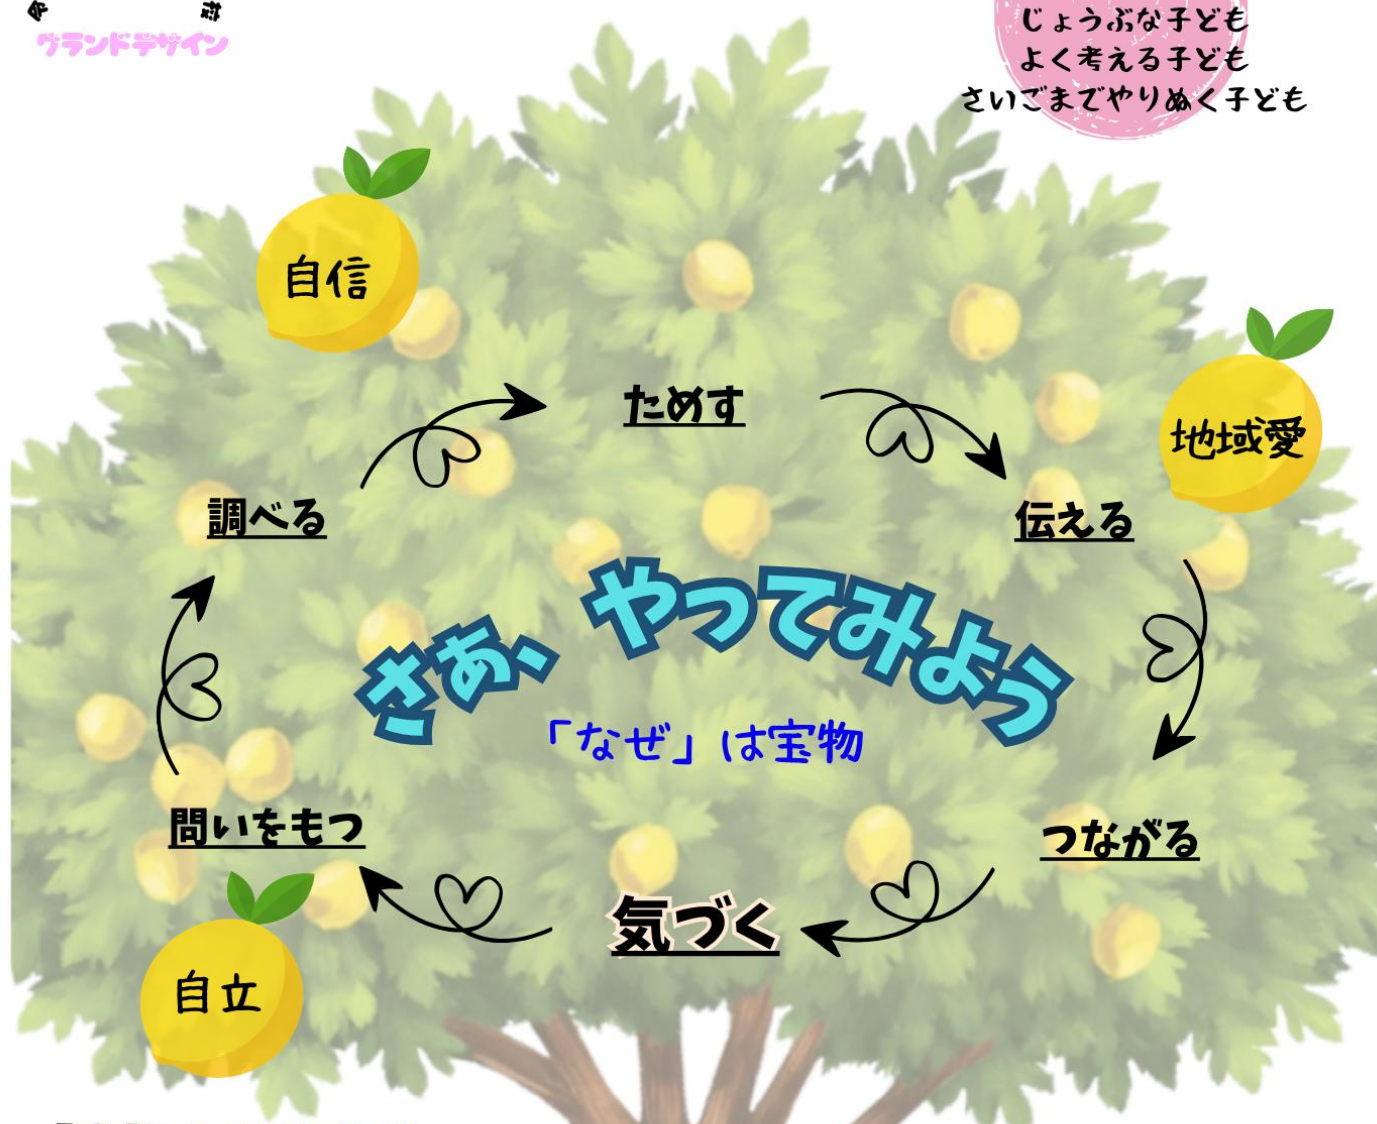 グランドデザイン
じょうぶな子ども
よく考える子ども
さいごまでやりぬく子ども
自信
ためす
地域愛
調べる
伝える
さあ、やってみよう
「なぜ」は宝物
問いをもつ
つながる
気づく
自立